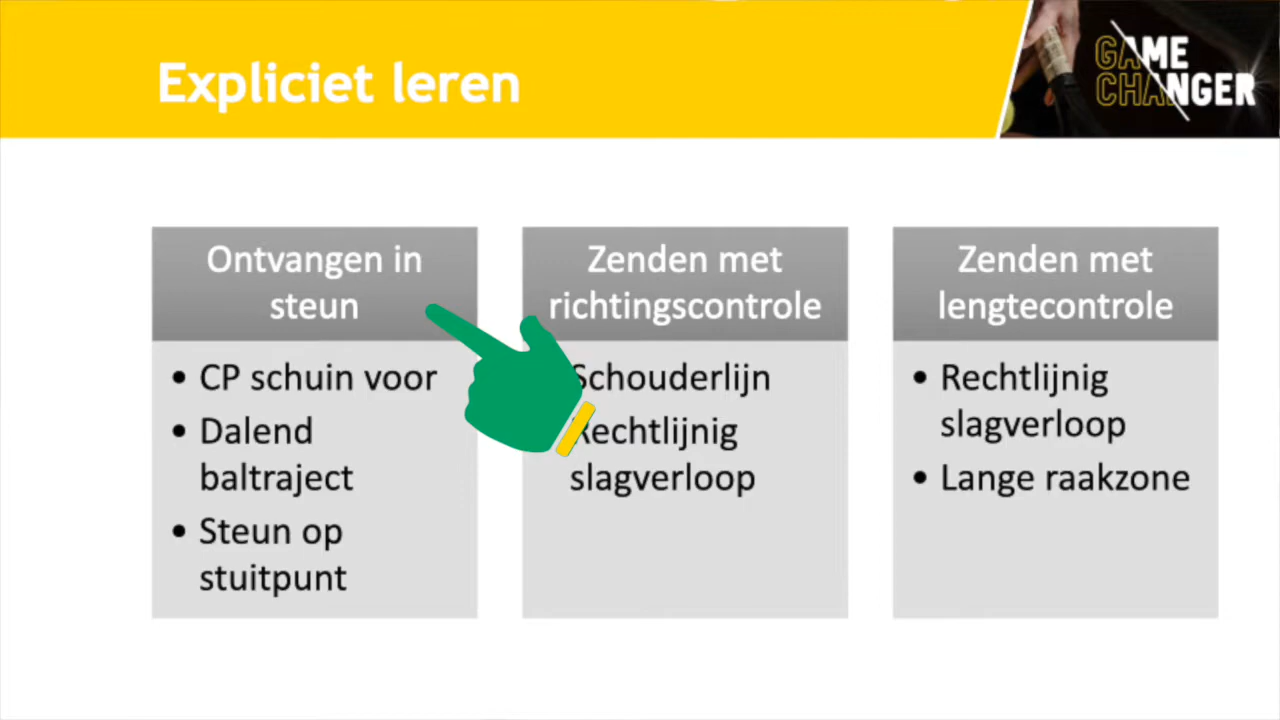 Expliciet leren
GAME
CHANGER
Ontvangen in
steun
• CP schuin voor
• Dalend
baltraject
• Steun op
stuitpunt
Zenden met
richtingscontrole
Schouderlijn
Rechtlijnig
slagverloop
Zenden met
lengtecontrole
• Rechtlijnig
slagverloop
• Lange raakzone